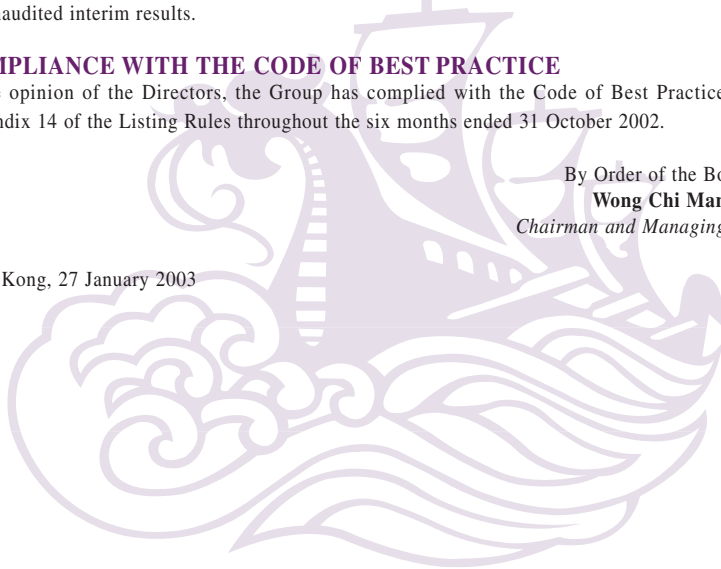 audited interim results.
MPLIANCE WITH THE CODE OF BEST PRACTICE
opinion of the Directors, the Group has complied with the Code of Best Practice
ndix 14 of the Listing Rules throughout the six months ended 31 October 2002.
By Order of the Bo
Wong Chi Man
Chairman and Managing
Kong, 27 January 2003